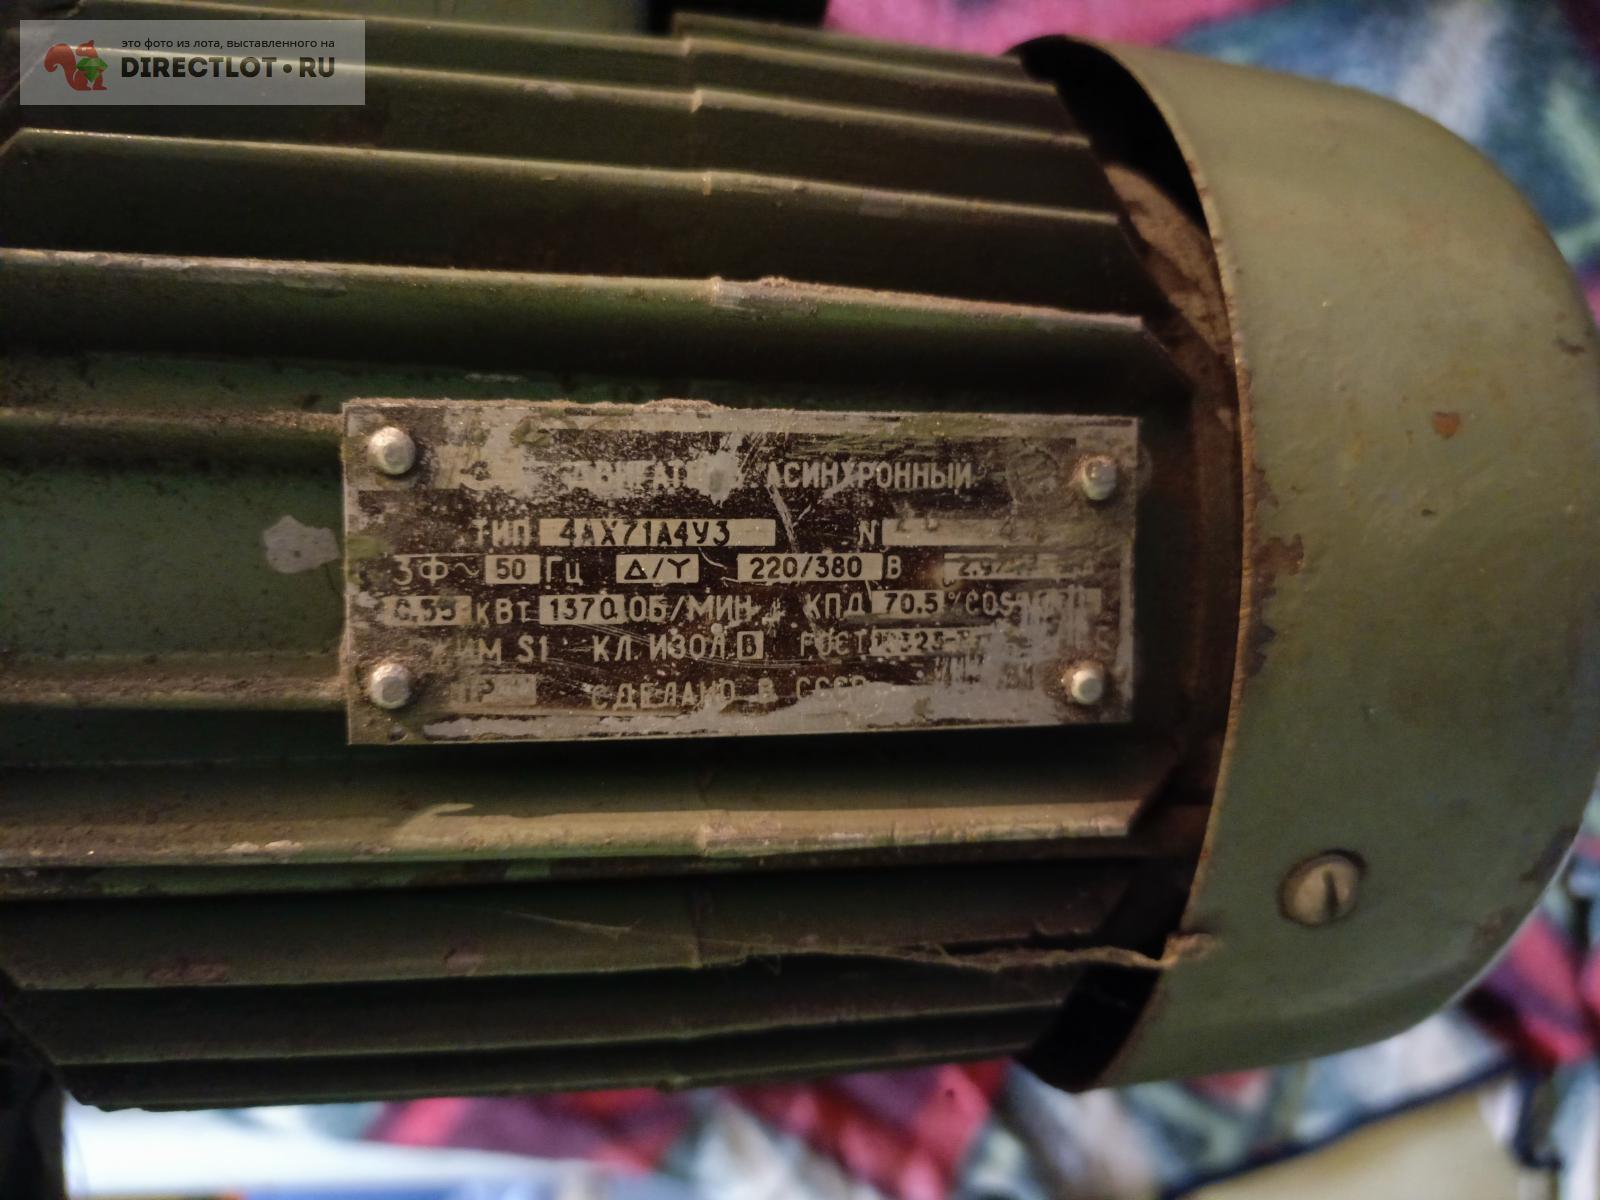 это фото из лота, выставленного на
DIRECTLOT.RU
АСИНХРОННЫЙ
ТИП 4АХ71А4У3 N
3Ф~ 50 Гц Δ/Y 220/380 В
кВт 1370 ОБ/МИН КПД 70.5 % COS
S1 КЛ. ИЗОЛ. В ГОСТ
СДЕЛАНО В СССР